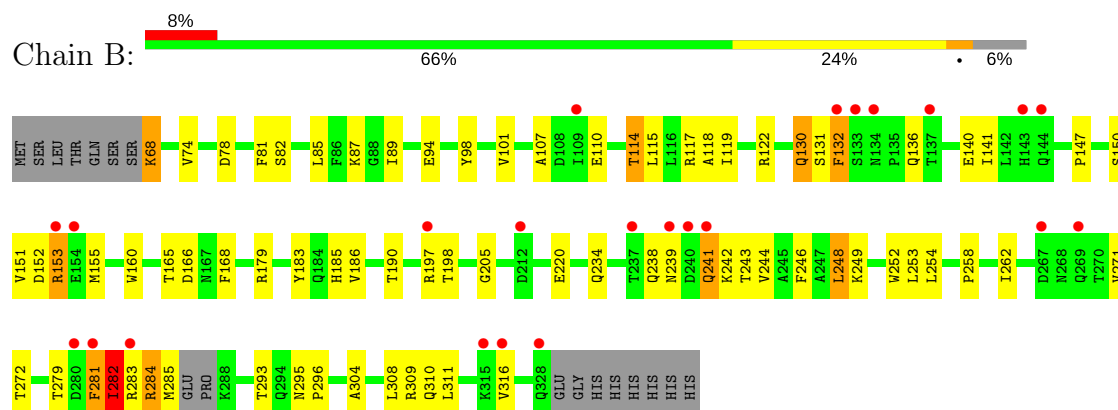 8%
Chain B:
66% 24% • 6%
MET SER LEU THR GLN SER SER K68 V74 D78 F81 S82 L85 F86 K87 G88 I89 E94 Y98 V101 A107 D108 I109 E110 T114 L115 L116 R117 A118 I119 R122 Q130 S131 F132 S133 N134 P135 Q136 T137 E140 I141 L142 H143 Q144 P147 S150
V151 D152 R153 E154 M155 W160 T165 D166 N167 F168 R179 Y183 Q184 H185 V186 T190 R197 T198 G205 D212 E220 Q234 T237 Q238 N239 D240 Q241 K242 T243 V244 A245 F246 A247 L248 K249 W252 L253 L254 P258 I262 D267 N268 Q269 T270 V271
T272 T279 D280 F281 I282 R283 R284 M285 GLU PRO K288 T293 Q294 N295 P296 A304 L308 R309 Q310 L311 K315 V316 Q328 GLU GLY HIS HIS HIS HIS HIS HIS